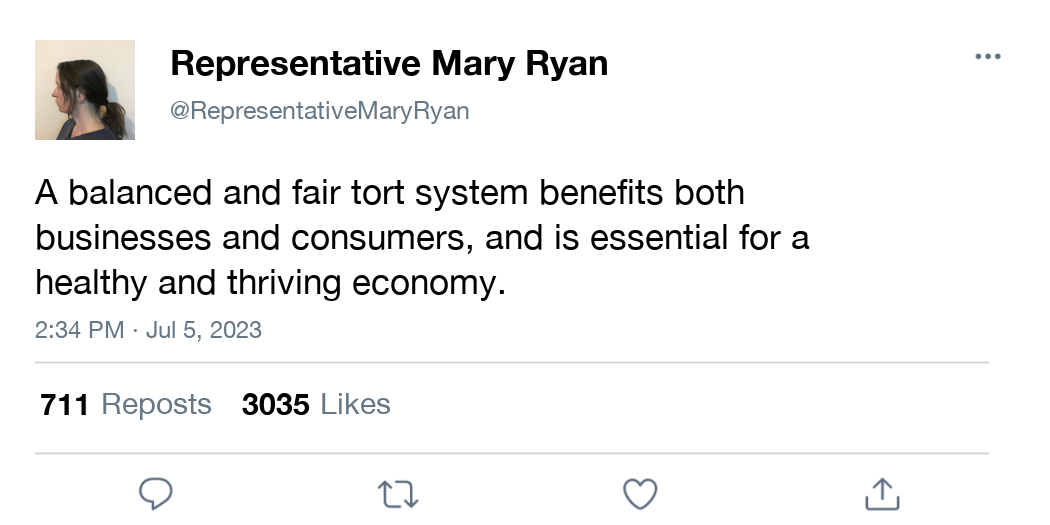 Representative Mary Ryan
@RepresentativeMaryRyan
A balanced and fair tort system benefits both
businesses and consumers, and is essential for a
healthy and thriving economy.
2:34 PM · Jul 5, 2023
711 Reposts 3035 Likes